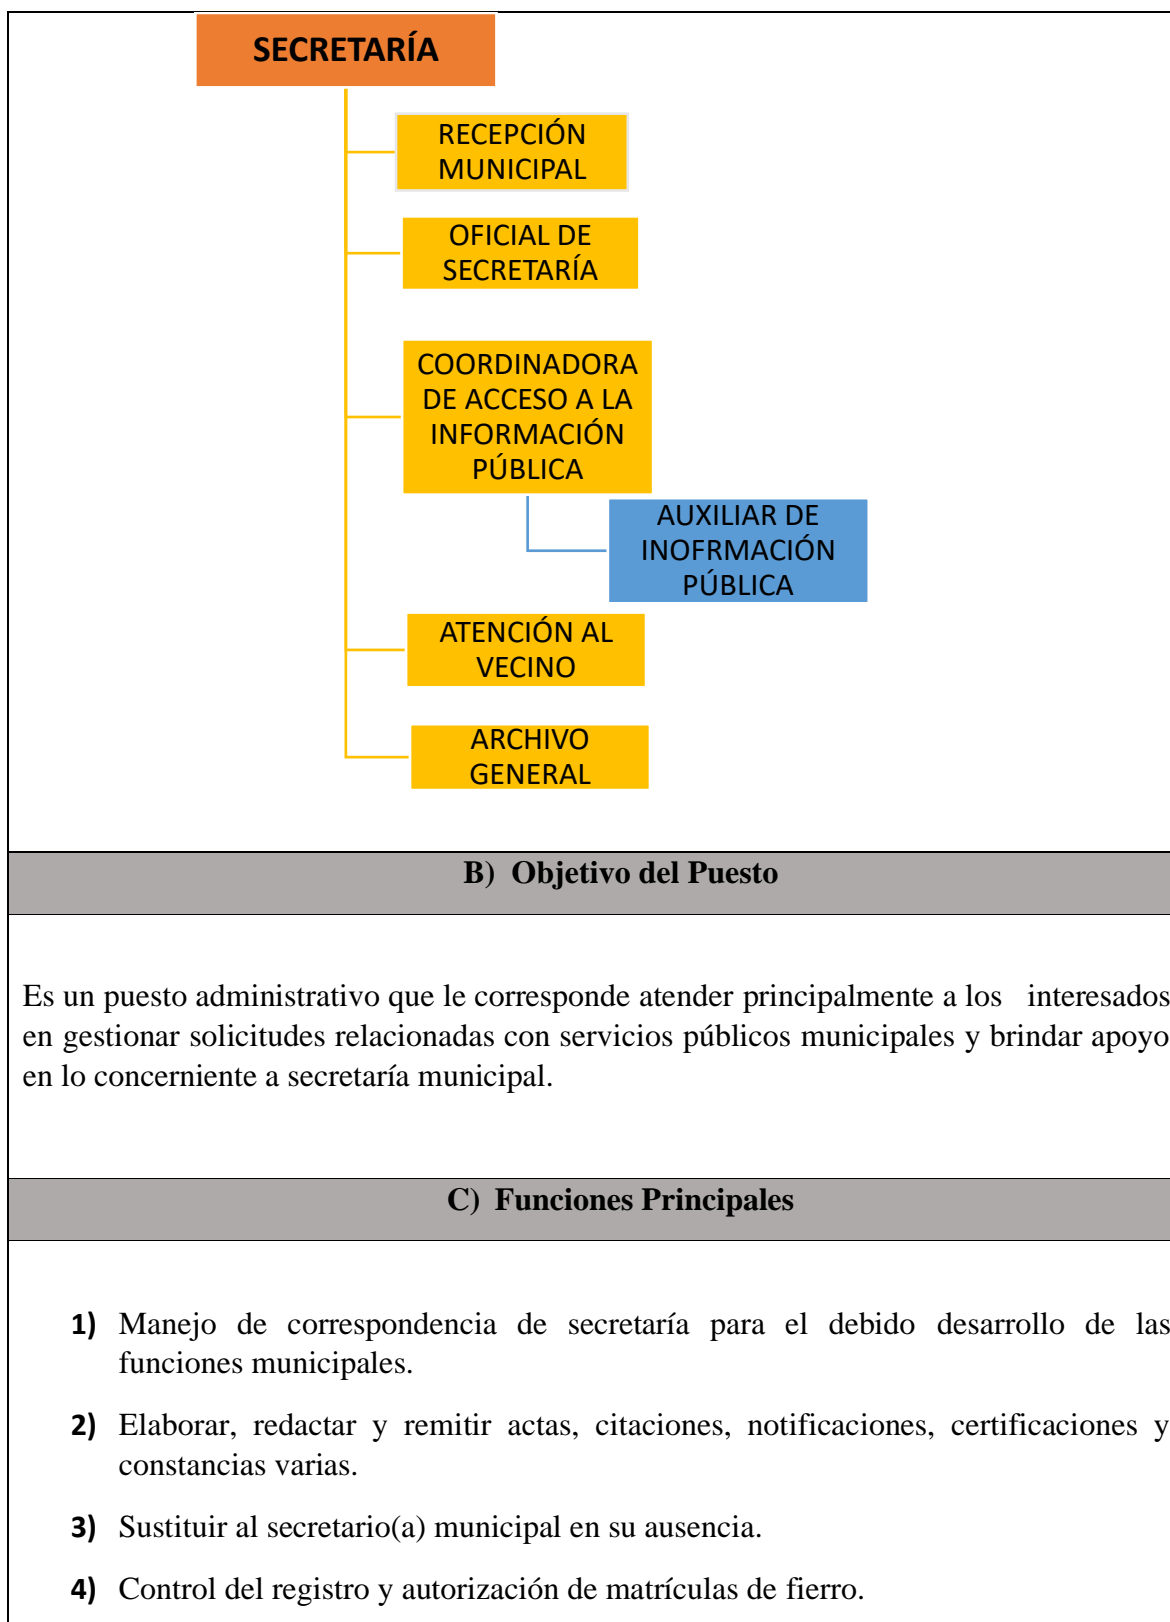 SECRETARÍA
RECEPCIÓN
MUNICIPAL
OFICIAL DE
SECRETARÍA
COORDINADORA
DE ACCESO A LA
INFORMACIÓN
PÚBLICA
AUXILIAR DE
INOFRMACIÓN
PÚBLICA
ATENCIÓN AL
VECINO
ARCHIVO
GENERAL
B) Objetivo del Puesto
Es un puesto administrativo que le corresponde atender principalmente a los interesados
en gestionar solicitudes relacionadas con servicios públicos municipales y brindar apoyo
en lo concerniente a secretaría municipal.
C) Funciones Principales
1) Manejo de correspondencia de secretaría para el debido desarrollo de las
funciones municipales.
2) Elaborar, redactar y remitir actas, citaciones, notificaciones, certificaciones y
constancias varias.
3) Sustituir al secretario(a) municipal en su ausencia.
4) Control del registro y autorización de matrículas de fierro.